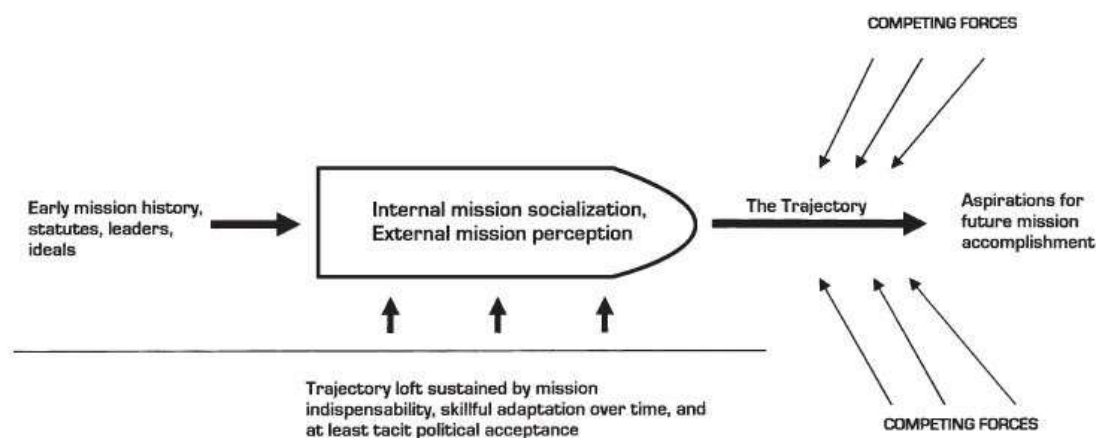 COMPETING FORCES
Early mission history,
statutes, leaders,
ideals
Internal mission socialization,
External mission perception
The Trajectory
Aspirations for
future mission
accomplishment
Trajectory loft sustained by mission
indispensability, skillful adaptation over time, and
at least tacit political acceptance
COMPETING FORCES